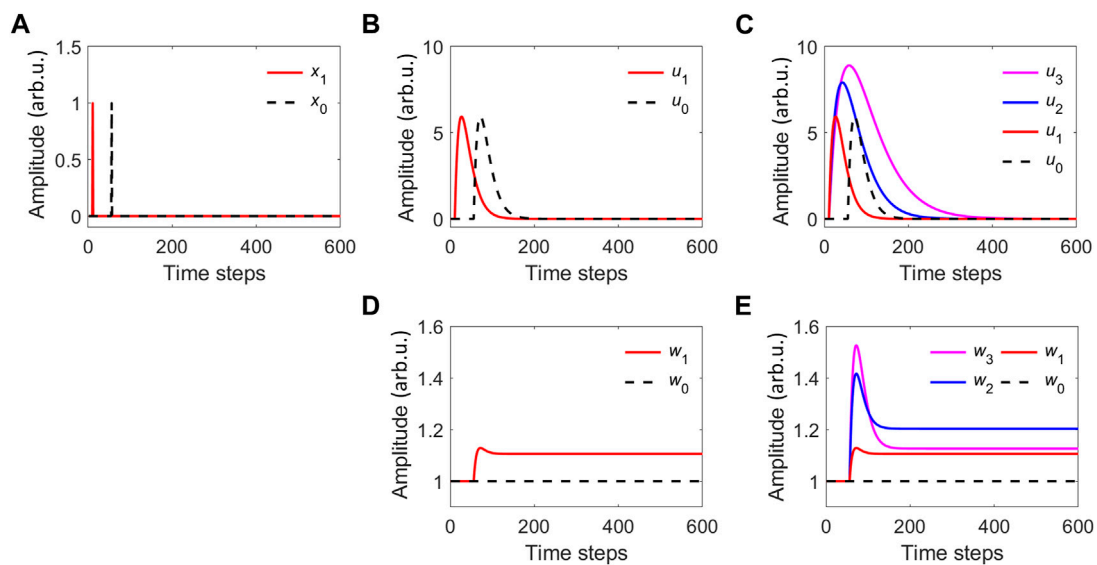 A
Amplitude (arb.u.)
1.5
1
0.5
0
0
200
400
600
Time steps
x1
x0
B
Amplitude (arb.u.)
10
5
0
0
200
400
600
Time steps
u1
u0
C
Amplitude (arb.u.)
10
5
0
0
200
400
600
Time steps
u3
u2
u1
u0
D
Amplitude (arb.u.)
1.6
1.4
1.2
1
0
200
400
600
Time steps
w1
w0
E
Amplitude (arb.u.)
1.6
1.4
1.2
1
0
200
400
600
Time steps
w3 w1
w2 w0